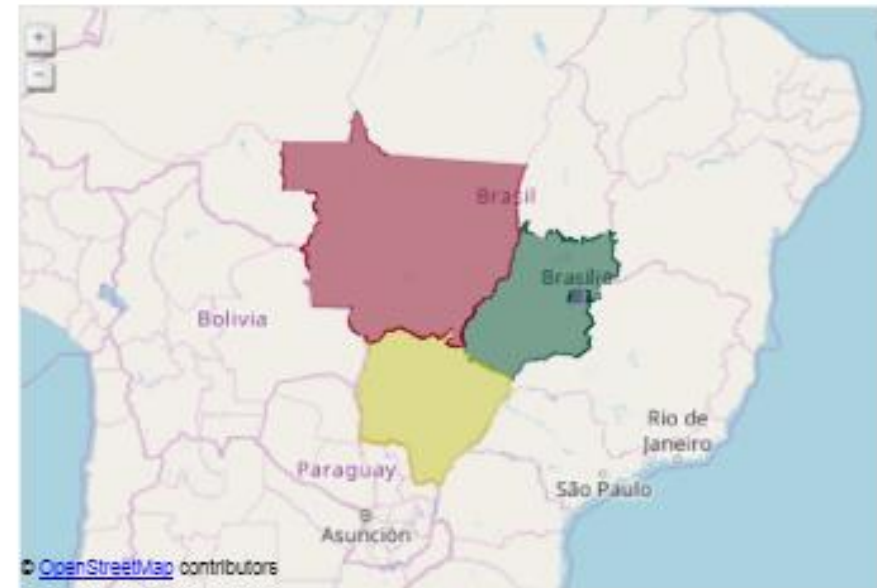 +
−
Brasil
Brasília
Bolivia
Rio de
Janeiro
Paraguay
São Paulo
Asunción
© OpenStreetMap contributors